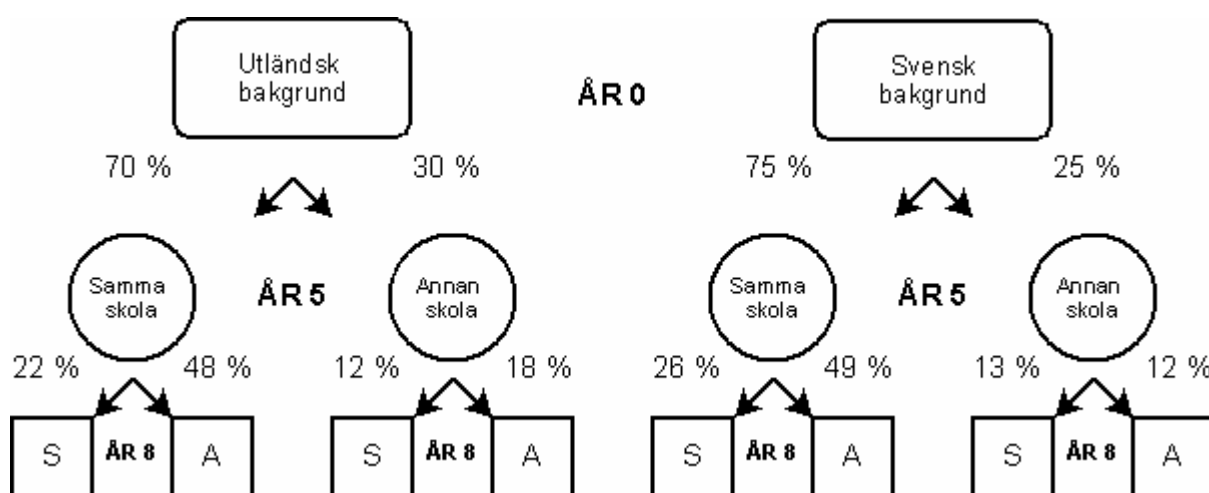 Utländsk
bakgrund
ÅR 0
Svensk
bakgrund
70 %
30 %
75 %
25 %
Samma
skola
ÅR 5
Annan
skola
Samma
skola
ÅR 5
Annan
skola
22 %
48 %
12 %
18 %
26 %
49 %
13 %
12 %
S
ÅR 8
A
S
ÅR 8
A
S
ÅR 8
A
S
ÅR 8
A